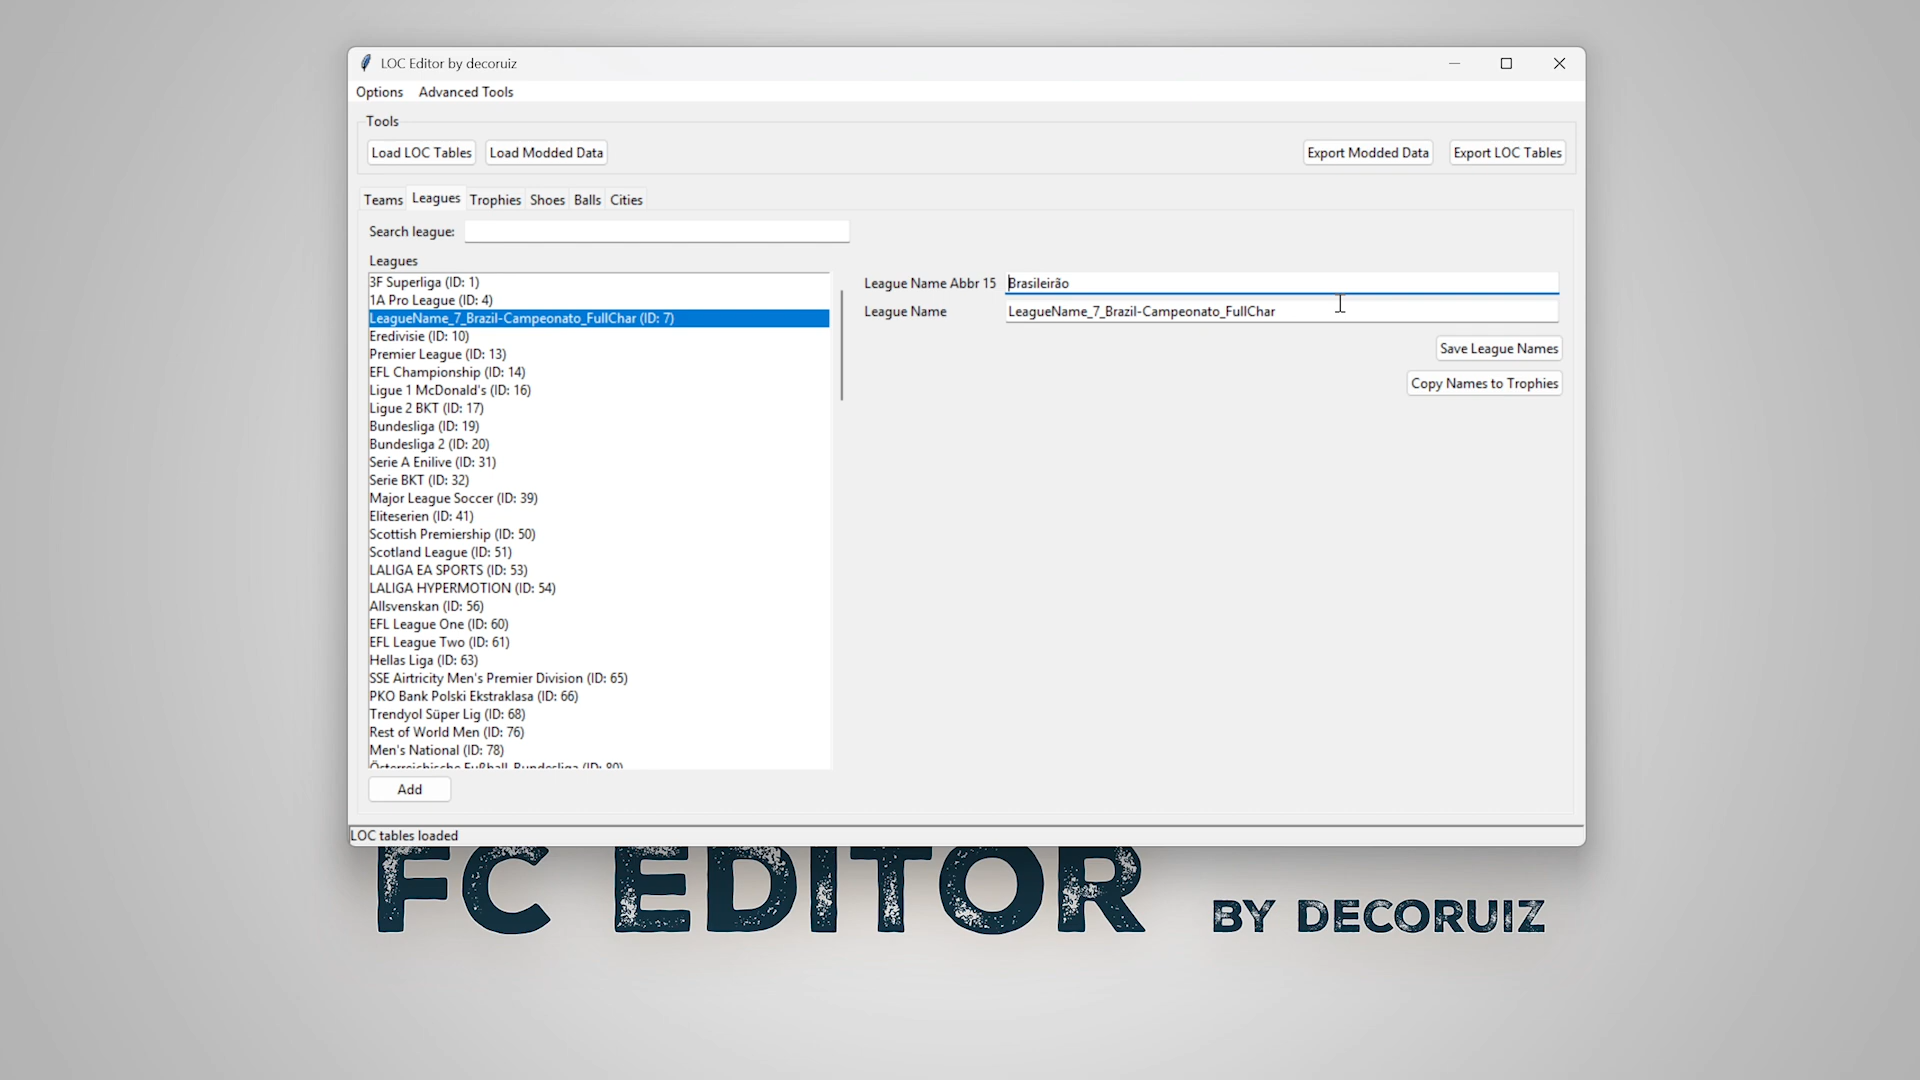 LOC Editor by decoruiz
Options Advanced Tools
Tools
Load LOC Tables Load Modded Data Export Modded Data Export LOC Tables
Teams Leagues Trophies Shoes Balls Cities
Search league:
Leagues
3F Superliga (ID: 1)
1A Pro League (ID: 4)
LeagueName_7_Brazil-Campeonato_FullChar (ID: 7)
Eredivisie (ID: 10)
Premier League (ID: 13)
EFL Championship (ID: 14)
Ligue 1 McDonald's (ID: 16)
Ligue 2 BKT (ID: 17)
Bundesliga (ID: 19)
Bundesliga 2 (ID: 20)
Serie A Enilive (ID: 31)
Serie BKT (ID: 32)
Major League Soccer (ID: 39)
Eliteserien (ID: 41)
Scottish Premiership (ID: 50)
Scotland League (ID: 51)
LALIGA EA SPORTS (ID: 53)
LALIGA HYPERMOTION (ID: 54)
Allsvenskan (ID: 56)
EFL League One (ID: 60)
EFL League Two (ID: 61)
Hellas Liga (ID: 63)
SSE Airtricity Men's Premier Division (ID: 65)
PKO Bank Polski Ekstraklasa (ID: 66)
Trendyol Süper Lig (ID: 68)
Rest of World Men (ID: 76)
Men's National (ID: 78)
Österreichische Fußball-Bundesliga (ID: 80)
League Name Abbr 15 Brasileirão
League Name LeagueName_7_Brazil-Campeonato_FullChar
Save League Names
Copy Names to Trophies
Add
LOC tables loaded
FC EDITOR BY DECORUIZ